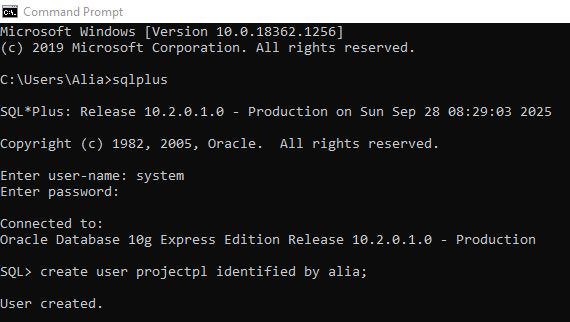 Command Prompt
Microsoft Windows [Version 10.0.18362.1256]
(c) 2019 Microsoft Corporation. All rights reserved.
C:\Users\Alia>sqlplus
SQL*Plus: Release 10.2.0.1.0 - Production on Sun Sep 28 08:29:03 2025
Copyright (c) 1982, 2005, Oracle.  All rights reserved.
Enter user-name: system
Enter password:
Connected to:
Oracle Database 10g Express Edition Release 10.2.0.1.0 - Production
SQL> create user projectpl identified by alia;
User created.